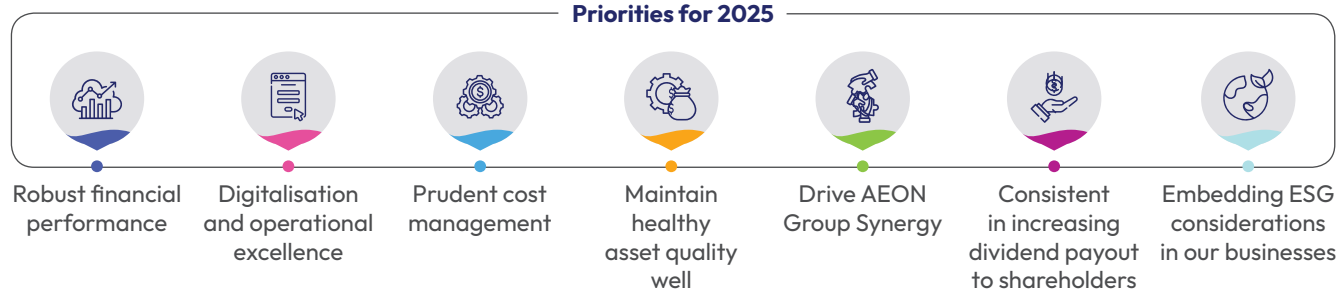 Priorities for 2025
Robust financial
performance
Digitalisation
and operational
excellence
Prudent cost
management
Maintain
healthy
asset quality
well
Drive AEON
Group Synergy
Consistent
in increasing
dividend payout
to shareholders
Embedding ESG
considerations
in our businesses